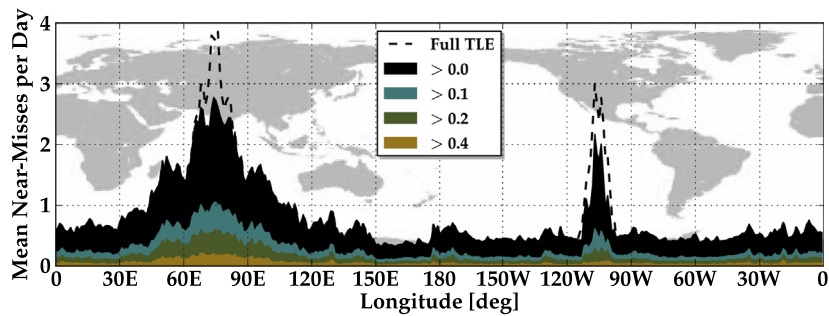 Mean Near-Misses per Day
4
3
2
1
0
Full TLE
> 0.0
> 0.1
> 0.2
> 0.4
0 30E 60E 90E 120E 150E 180 150W 120W 90W 60W 30W 0
Longitude [deg]